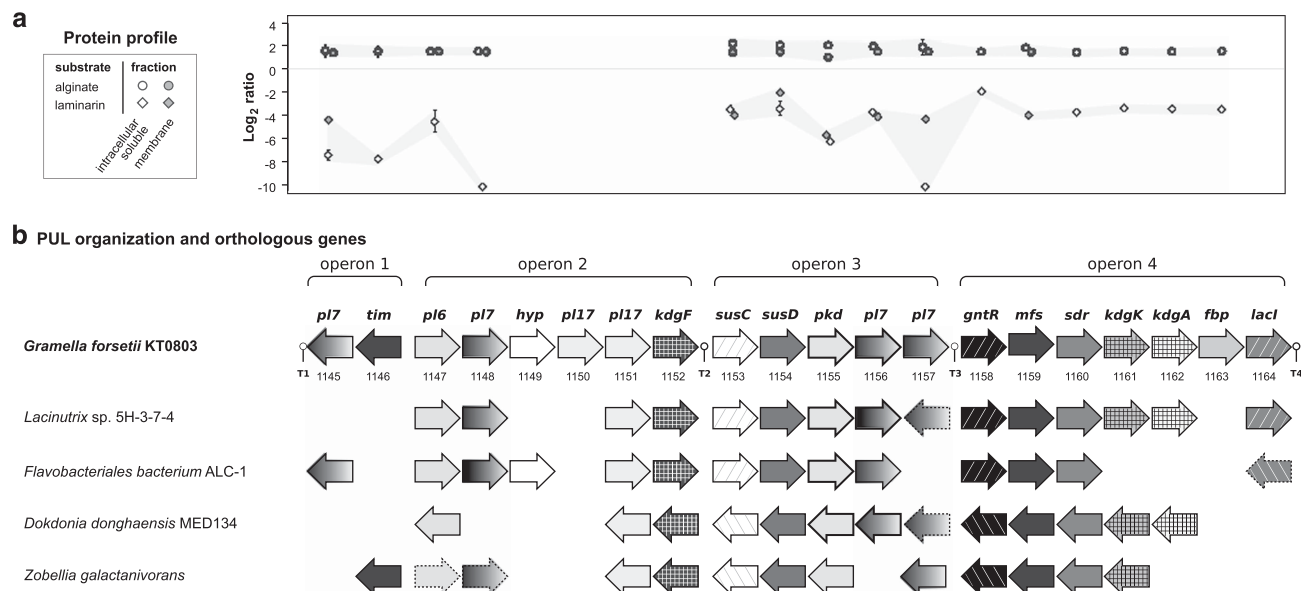 a
Protein profile
substrate fraction
alginate
laminarin
intracellular
soluble
membrane
Log2 ratio
4
2
0
-2
-4
-6
-8
-10
b PUL organization and orthologous genes
operon 1 operon 2 operon 3 operon 4
pl7 tim pl6 pl7 hyp pl17 pl17 kdgF susC susD pkd pl7 pl7 gntR mfs sdr kdgK kdgA fbp lacI
Gramella forsetii KT0803
T1 1145 1146 1147 1148 1149 1150 1151 1152 T2 1153 1154 1155 1156 1157 T3 1158 1159 1160 1161 1162 1163 1164 T4
Lacinutrix sp. 5H-3-7-4
Flavobacteriales bacterium ALC-1
Dokdonia donghaensis MED134
Zobellia galactanivorans